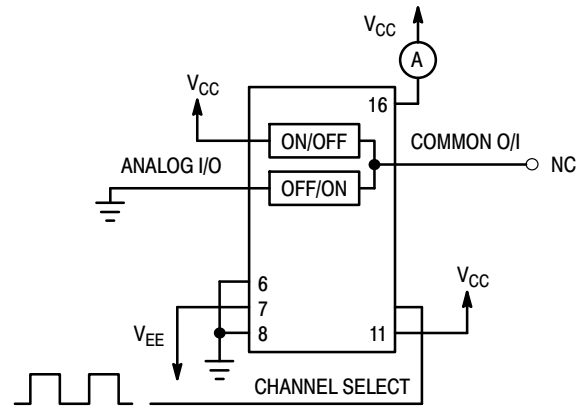 VCC
A
16
VCC
ON/OFF
COMMON O/I
ANALOG I/O
OFF/ON
NC
6
7
8
VCC
11
VEE
CHANNEL SELECT